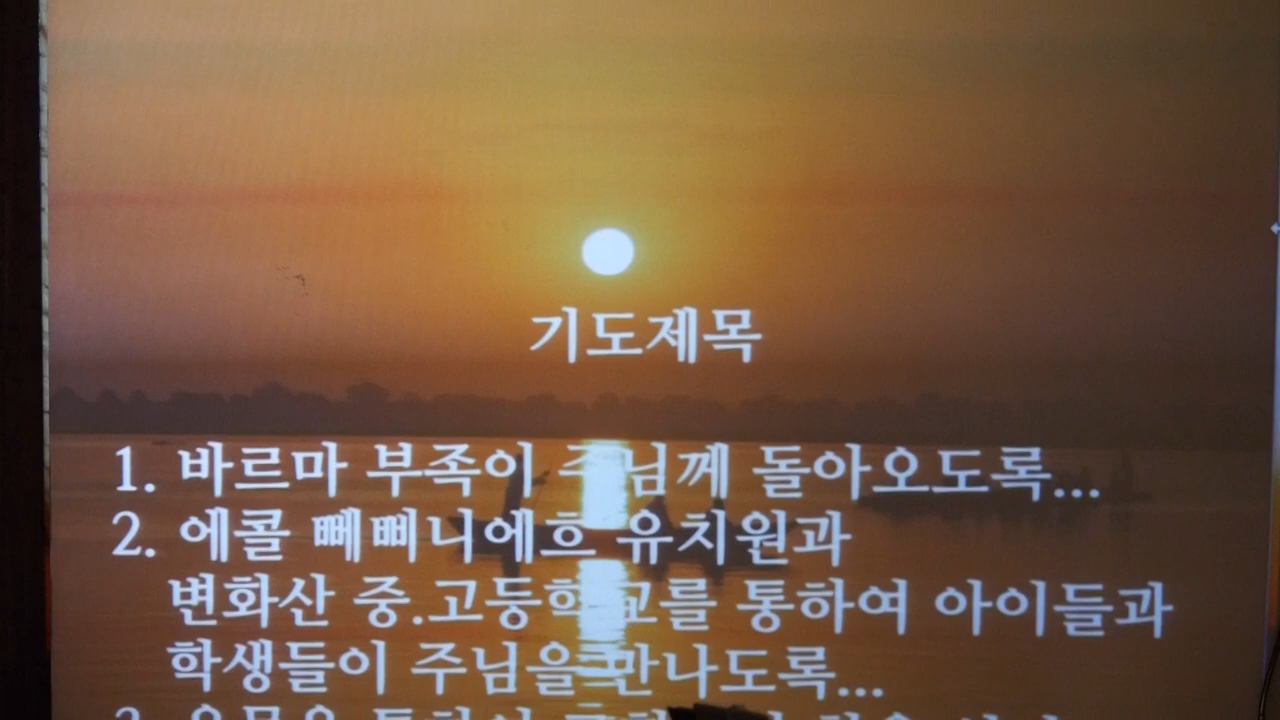 기도제목
1. 바르마 부족이 주님께 돌아오도록...
2. 에콜 뻬삐니에흐 유치원과
변화산 중.고등학교를 통하여 아이들과
학생들이 주님을 만나도록...